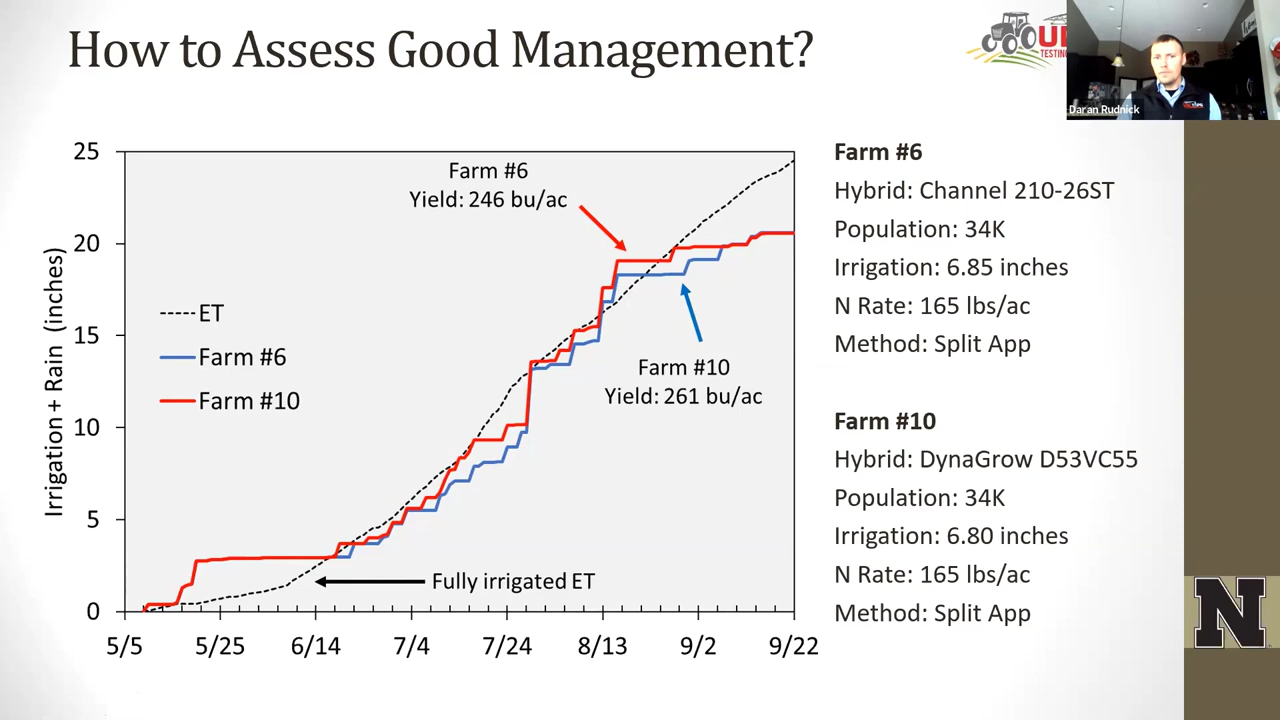 How to Assess Good Management?
Daran Rudnick
25
20
15
10
5
0
Irrigation + Rain (inches)
5/5
5/25
6/14
7/4
7/24
8/13
9/2
9/22
ET
Farm #6
Farm #10
Farm #6
Yield: 246 bu/ac
Farm #10
Yield: 261 bu/ac
Fully irrigated ET
Farm #6
Hybrid: Channel 210-26ST
Population: 34K
Irrigation: 6.85 inches
N Rate: 165 lbs/ac
Method: Split App
Farm #10
Hybrid: DynaGrow D53VC55
Population: 34K
Irrigation: 6.80 inches
N Rate: 165 lbs/ac
Method: Split App
N